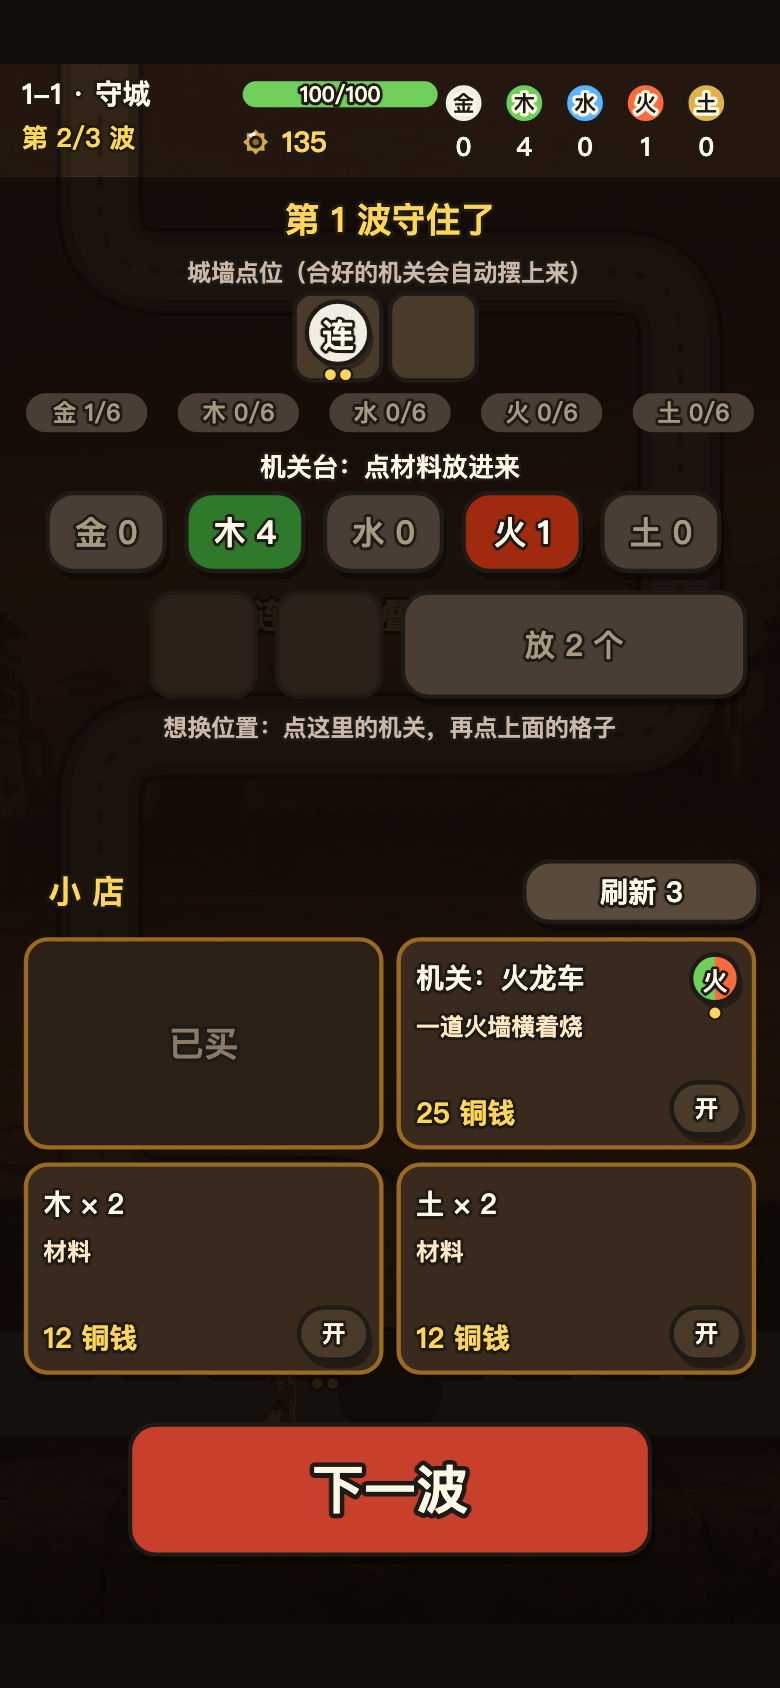 1–1 · 守城
100/100
金 木 水 火 土
第 2/3 波
135
0 4 0 1 0
第 1 波守住了
城墙点位（合好的机关会自动摆上来）
连
金 1/6 木 0/6 水 0/6 火 0/6 土 0/6
机关台：点材料放进来
金 0 木 4 水 0 火 1 土 0
放 2 个
想换位置：点这里的机关，再点上面的格子
小 店
刷新 3
已买
机关：火龙车
火
一道火墙横着烧
25 铜钱
开
木 × 2
材料
12 铜钱
开
土 × 2
材料
12 铜钱
开
下一波